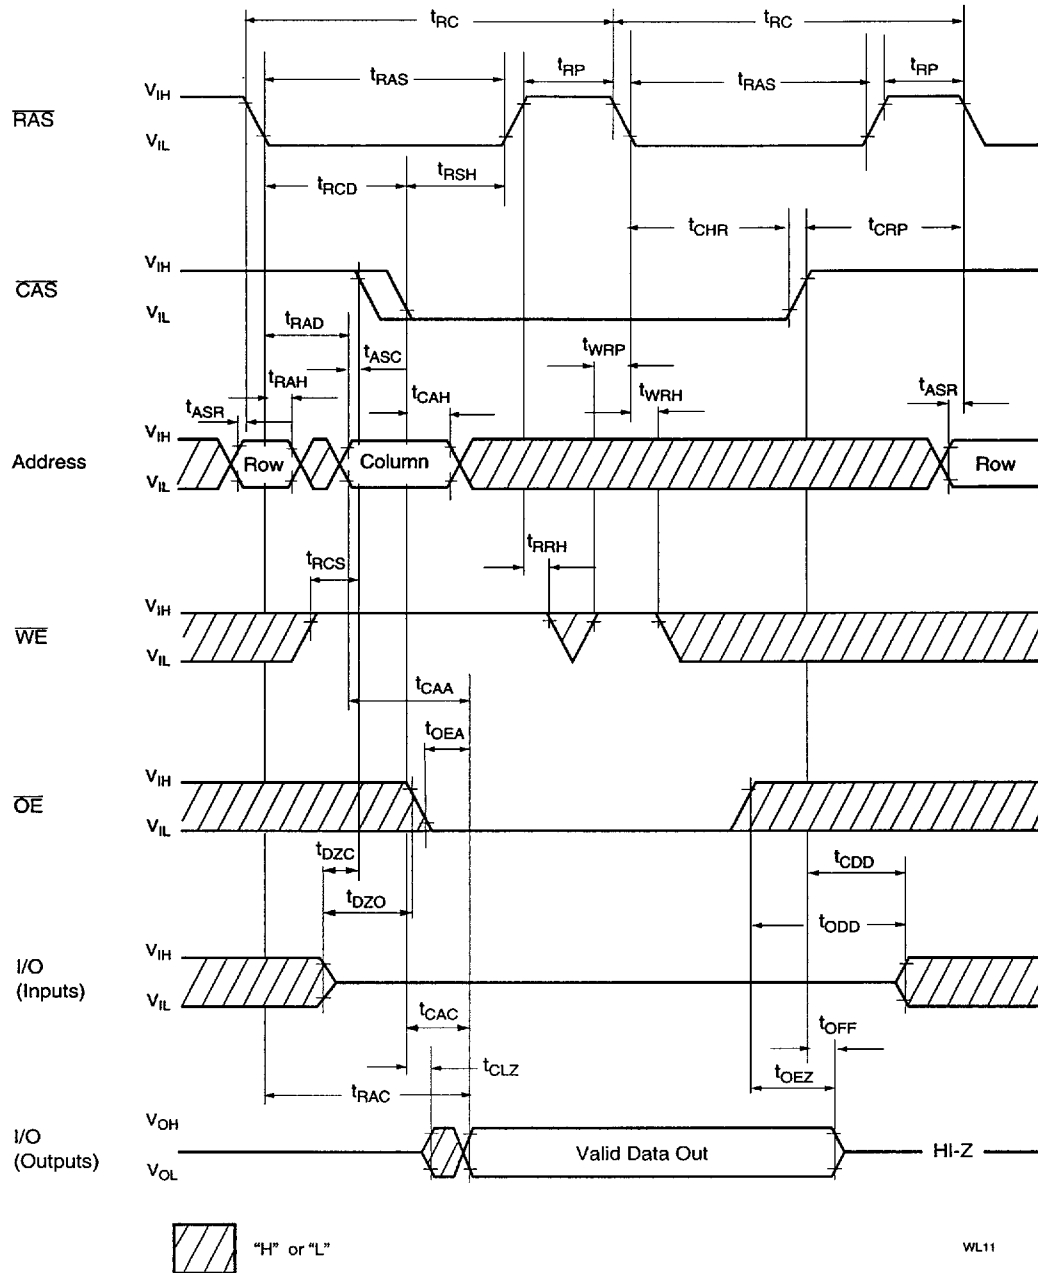 tRC tRC
tRAS tRP tRAS tRP
RAS VIH
VIL
tRCD tRSH
tCHR tCRP
CAS VIH
VIL
tRAD
tASC tWRP
tRAH tCAH tWRH
tASR tASR
Address VIH
Row Column Row
VIL
tRRH
tRCS
WE VIH
VIL
tCAA
tOEA
OE VIH
VIL
tDZC tCDD
tDZO tODD
I/O
(Inputs)
VIH
VIL
tCAC tOFF
tCLZ tOEZ
tRAC
I/O
(Outputs)
VOH
Valid Data Out HI-Z
VOL
“H” or “L”
WL11